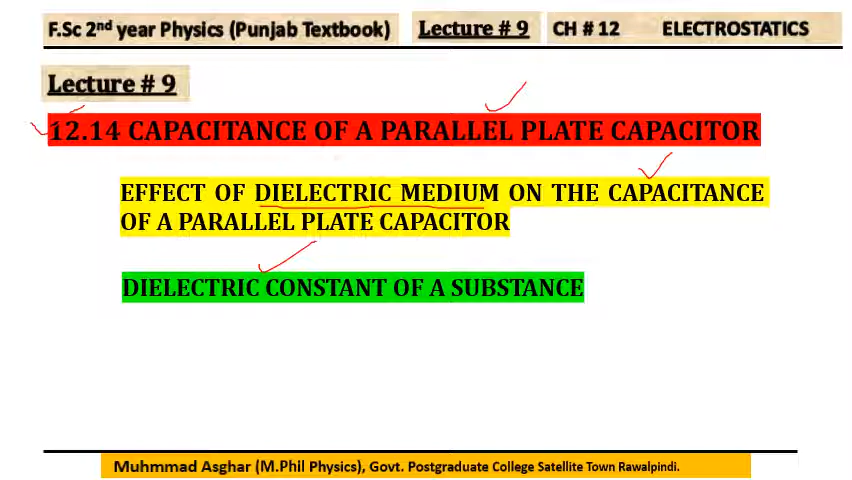 F.Sc 2nd year Physics (Punjab Textbook) Lecture # 9 CH # 12 ELECTROSTATICS
Lecture # 9
12.14 CAPACITANCE OF A PARALLEL PLATE CAPACITOR
EFFECT OF DIELECTRIC MEDIUM ON THE CAPACITANCE
OF A PARALLEL PLATE CAPACITOR
DIELECTRIC CONSTANT OF A SUBSTANCE
Muhmmad Asghar (M.Phil Physics), Govt. Postgraduate College Satellite Town Rawalpindi.